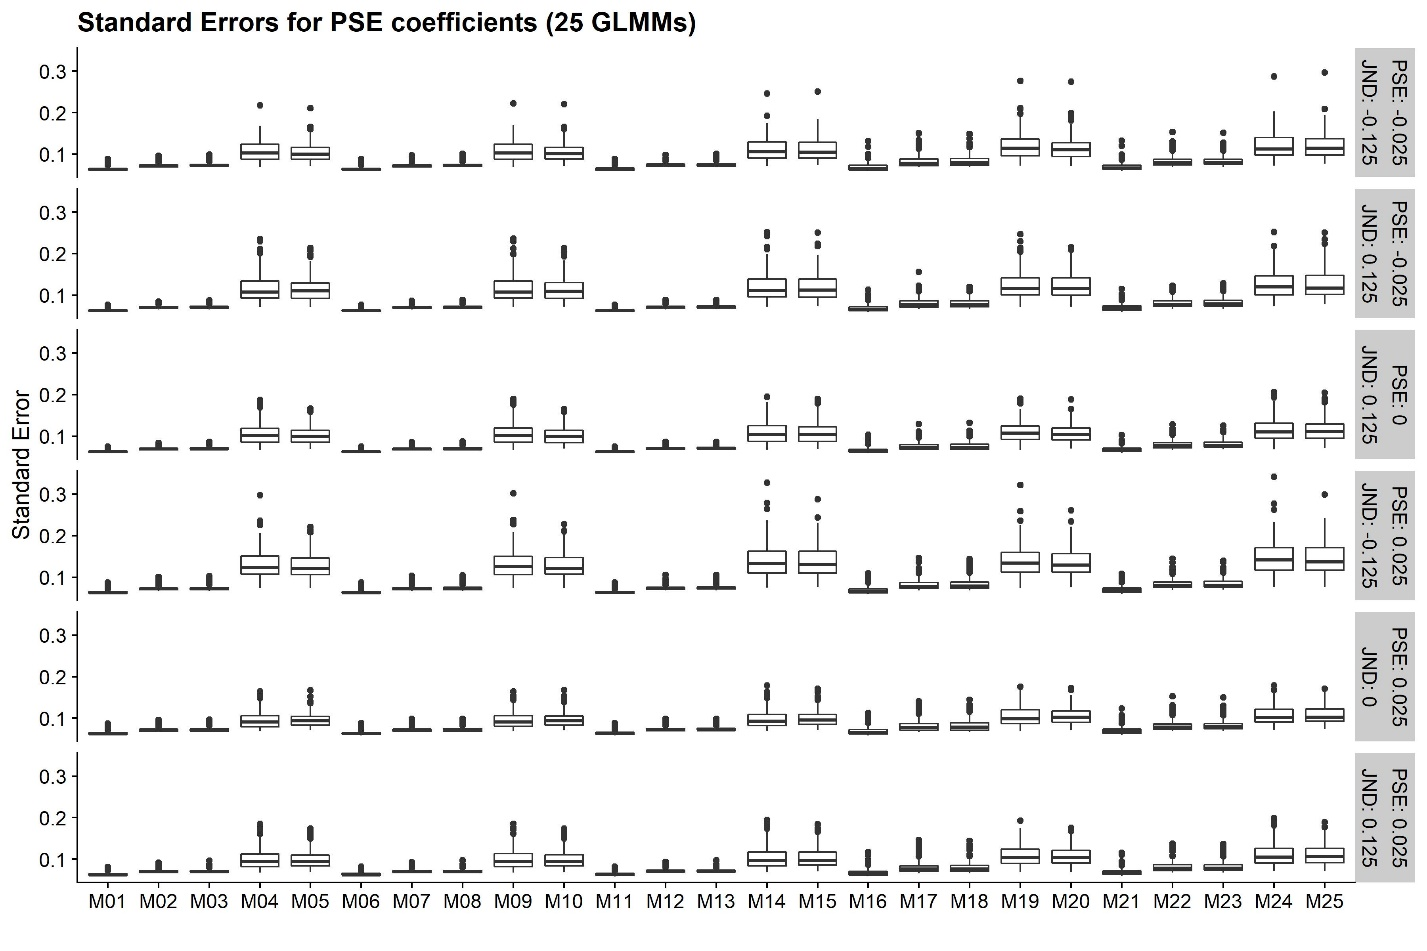 Standard Errors for PSE coefficients (25 GLMMs)
Standard Error
0.3
0.2
0.1
PSE: -0.025
JND: -0.125
0.3
0.2
0.1
PSE: -0.025
JND: 0.125
0.3
0.2
0.1
PSE: 0
JND: 0.125
0.3
0.2
0.1
PSE: 0.025
JND: -0.125
0.3
0.2
0.1
PSE: 0.025
JND: 0
0.3
0.2
0.1
PSE: 0.025
JND: 0.125
M01 M02 M03 M04 M05 M06 M07 M08 M09 M10 M11 M12 M13 M14 M15 M16 M17 M18 M19 M20 M21 M22 M23 M24 M25